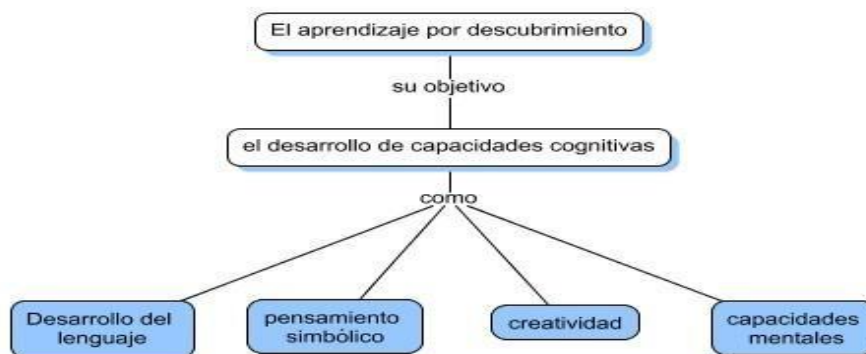 El aprendizaje por descubrimiento
su objetivo
el desarrollo de capacidades cognitivas
como
Desarrollo del
lenguaje
pensamiento
simbólico
creatividad
capacidades
mentales